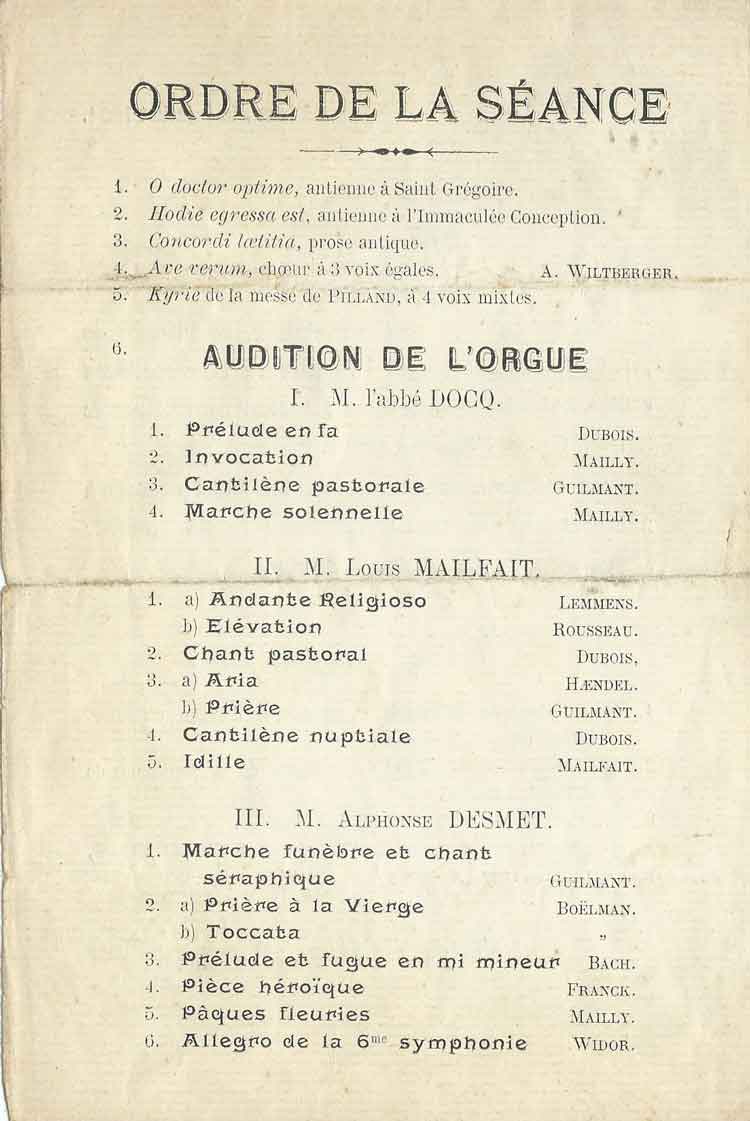 ORDRE DE LA SÉANCE
1. O doctor optime, antienne à Saint Grégoire.
2. Hodie egressa est, antienne à l'Immaculée Conception.
3. Concordi lætitia, prose antique.
4. Ave verum, chœur à 3 voix égales. A. WILTBERGER.
5. Kyrie de la messe de PILLAND, à 4 voix mixtes.
6. AUDITION DE L'ORGUE
I. M. l'abbé DOCQ.
1. Prélude en fa DUBOIS.
2. Invocation MAILLY.
3. Cantilène pastorale GUILMANT.
4. Marche solennelle MAILLY.
II. M. LOUIS MAILFAIT.
1. a) Andante Religioso LEMMENS.
b) Elévation ROUSSEAU.
2. Chant pastoral DUBOIS,
3. a) Aria HÆNDEL.
b) Prière GUILMANT.
4. Cantilène nuptiale DUBOIS.
5. Idille MAILFAIT.
III. M. ALPHONSE DESMET.
1. Marche funèbre et chant
séraphique GUILMANT.
2. a) Prière à la Vierge BOËLMAN.
b) Toccata „
3. Prélude et fugue en mi mineur BACH.
4. Pièce héroïque FRANCK.
5. Pâques fleuries MAILLY.
6. Allegro de la 6me symphonie WIDOR.